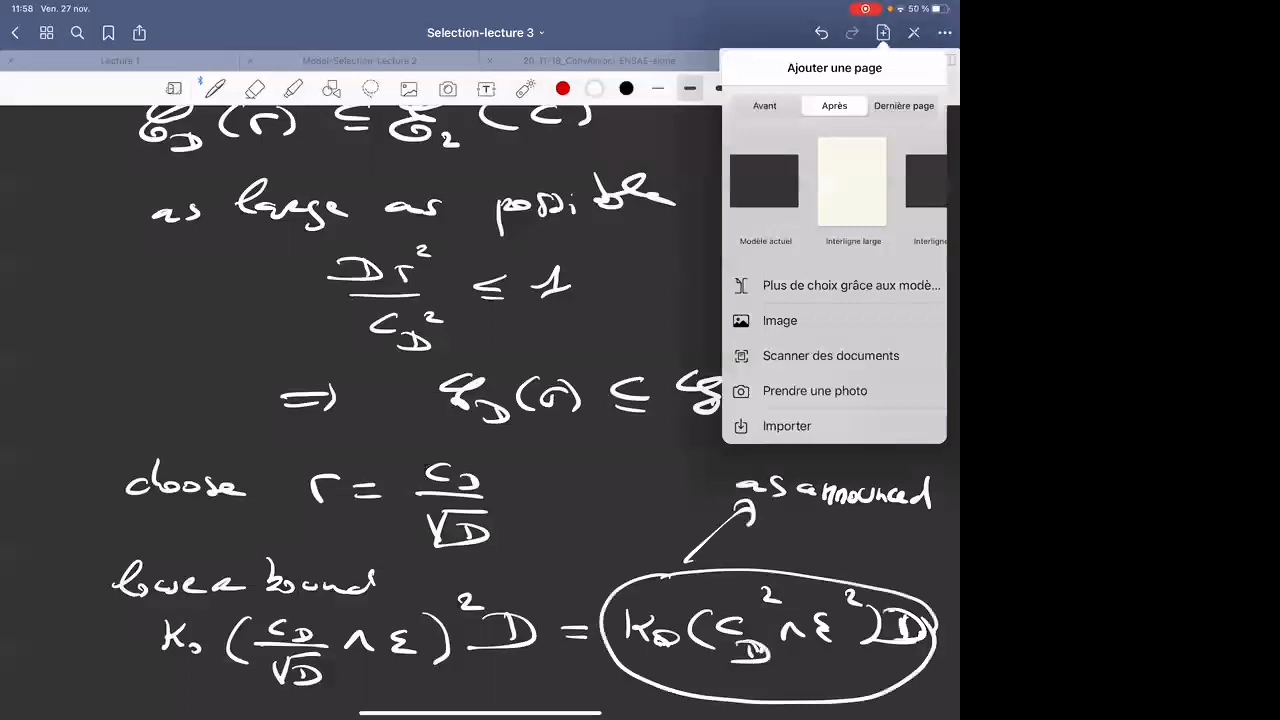 11:58 Ven. 27 nov.
50 %
Selection-lecture 3
Lecture 1
Model-Selection-Lecture 2
Ajouter une page
Avant
Après
Dernière page
Modèle actuel
Interligne large
Interligne
Plus de choix grâce aux modè...
Image
Scanner des documents
Prendre une photo
Importer
as large as possible
D r² / c_D² ≤ 1
⇒
choose r = c_D / √D
as announced
lower bound
K₀ ( c_D / √D ∧ ε )² D = K₀ ( c_D² ∧ ε² ) D